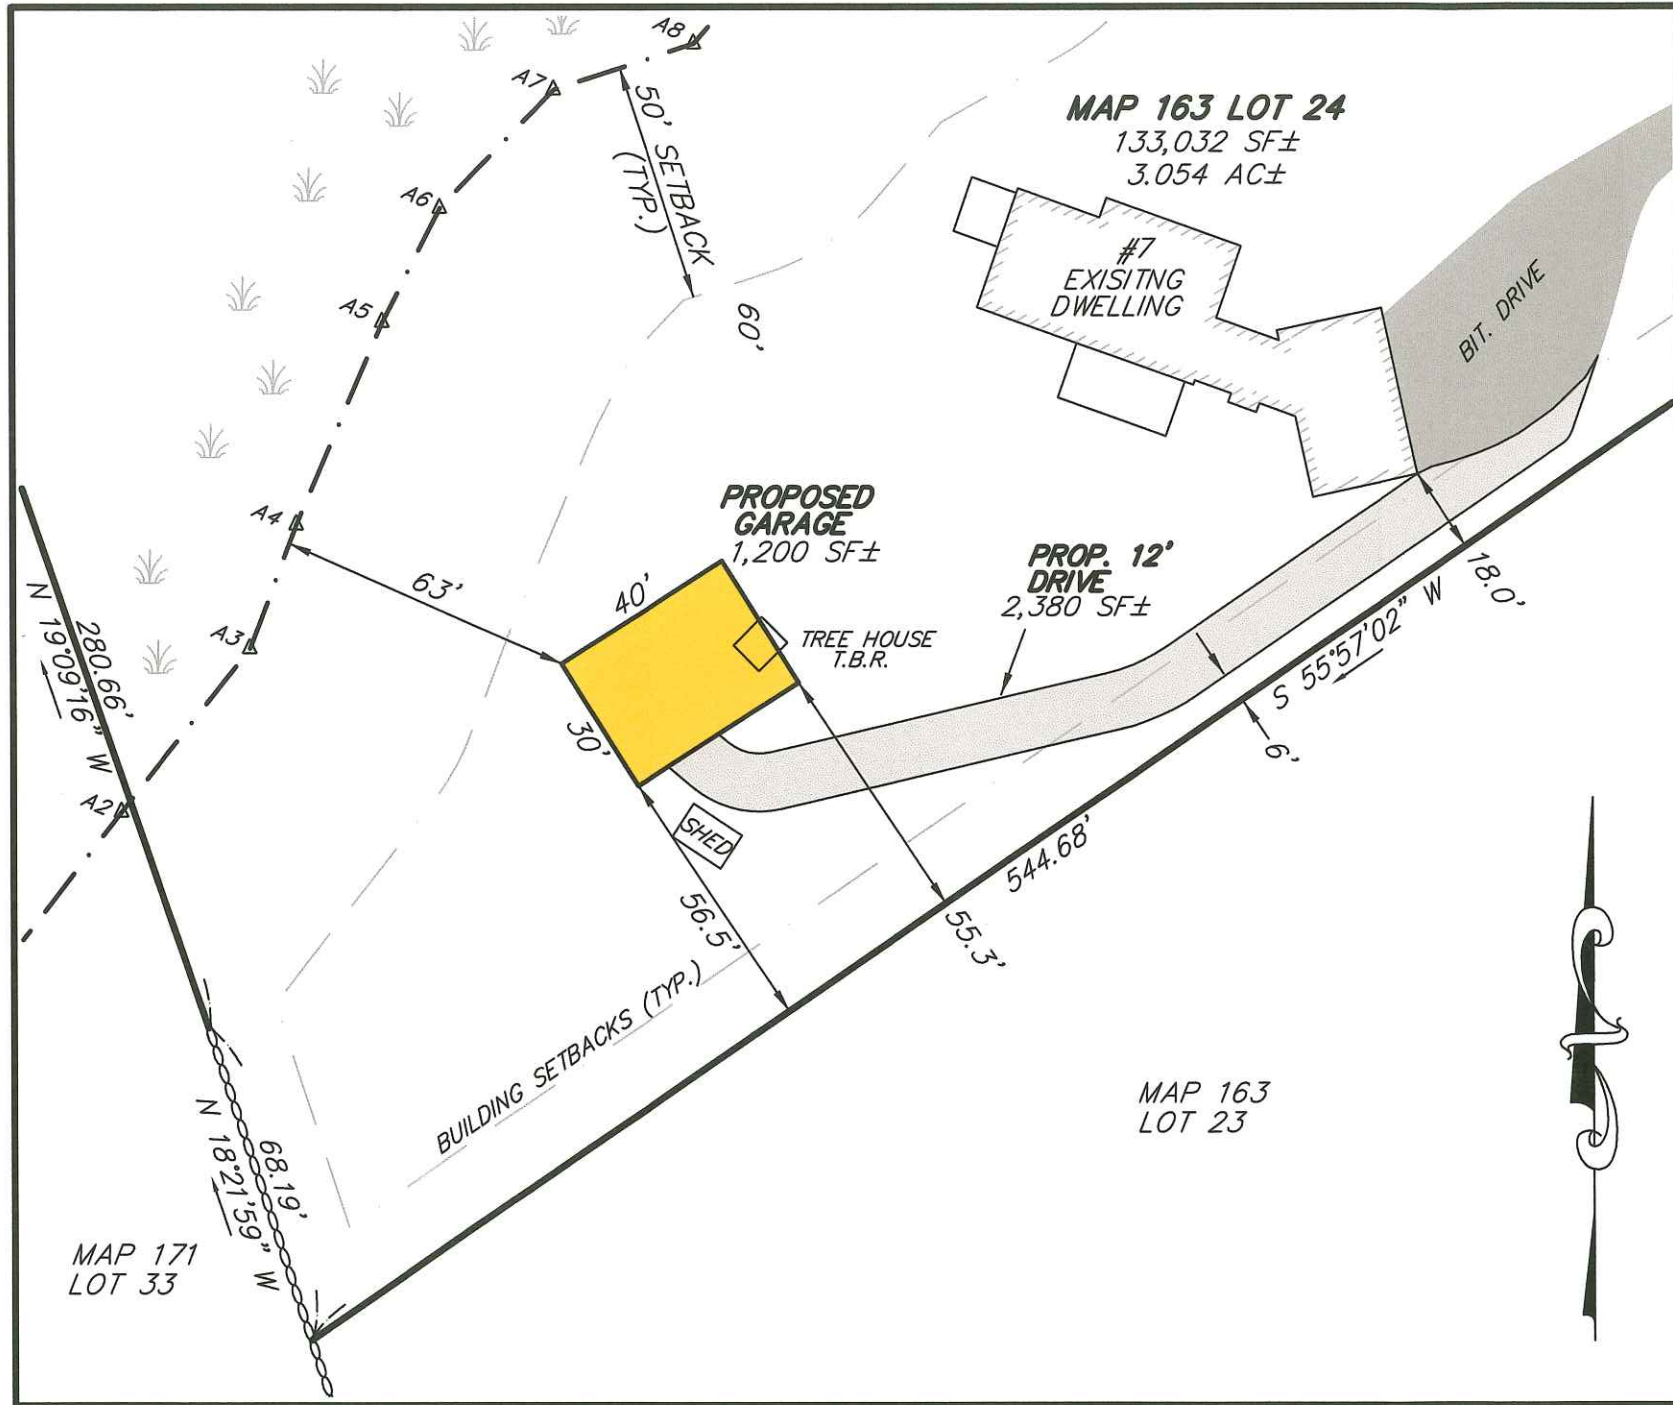 A8
A7
50' SETBACK
(TYP.)
MAP 163 LOT 24
133,032 SF±
3.054 AC±
A6
#7
EXISITNG
DWELLING
BIT. DRIVE
A5
60'
A4
PROPOSED
GARAGE
1,200 SF±
63'
40'
PROP. 12'
DRIVE
2,380 SF±
18.0'
A3
TREE HOUSE
T.B.R.
S 55°57'02" W
280.66'
N 19°09'16" W
30'
6'
A2
SHED
544.68'
56.5'
55.3'
BUILDING SETBACKS (TYP.)
MAP 163
LOT 23
68.19'
N 18°21'59" W
MAP 171
LOT 33